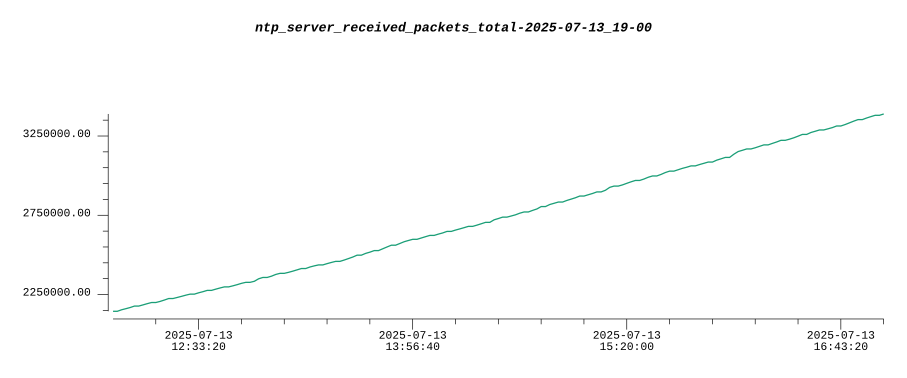 ntp_server_received_packets_total-2025-07-13_19-00
3250000.00
2750000.00
2250000.00
2025-07-13 2025-07-13 2025-07-13 2025-07-13
12:33:20 13:56:40 15:20:00 16:43:20